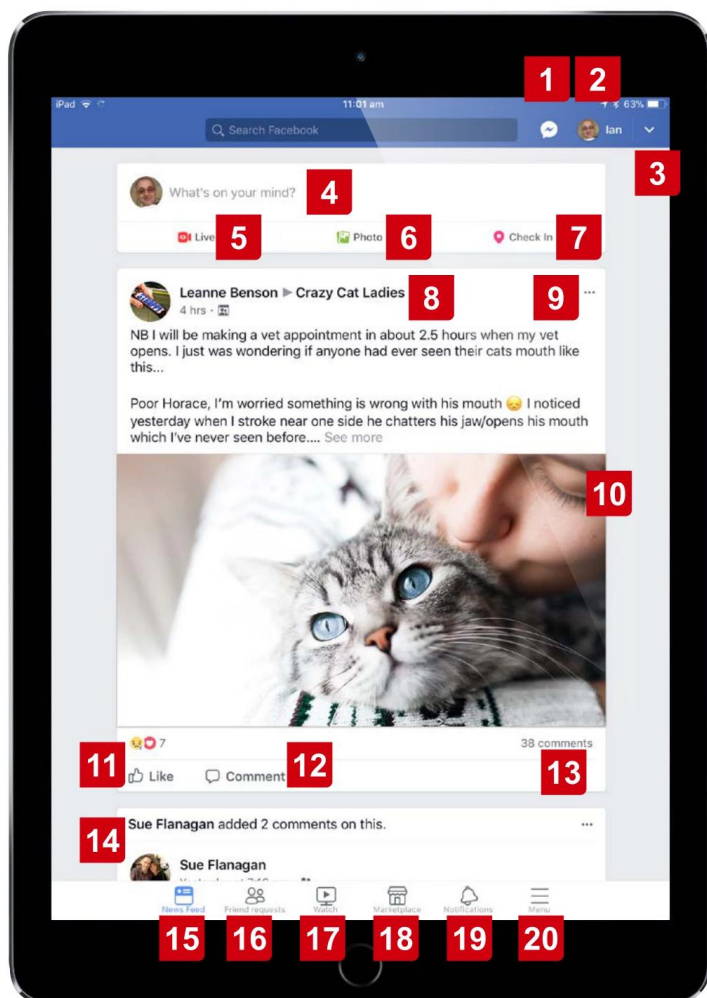 1 2
iPad 11:01 am 63%
Search Facebook Ian
3
What's on your mind? 4
Live 5 Photo 6 Check In 7
Leanne Benson ▶ Crazy Cat Ladies 8 9 ...
4 hrs ·
NB I will be making a vet appointment in about 2.5 hours when my vet
opens. I just was wondering if anyone had ever seen their cats mouth like
this...
Poor Horace, I'm worried something is wrong with his mouth 😞 I noticed
yesterday when I stroke near one side he chatters his jaw/opens his mouth
which I've never seen before.... See more
10
7 38 comments
11 Like Comment 12 13
14 Sue Flanagan added 2 comments on this. ...
Sue Flanagan
News Feed Friend requests Watch Marketplace Notifications Menu
15 16 17 18 19 20